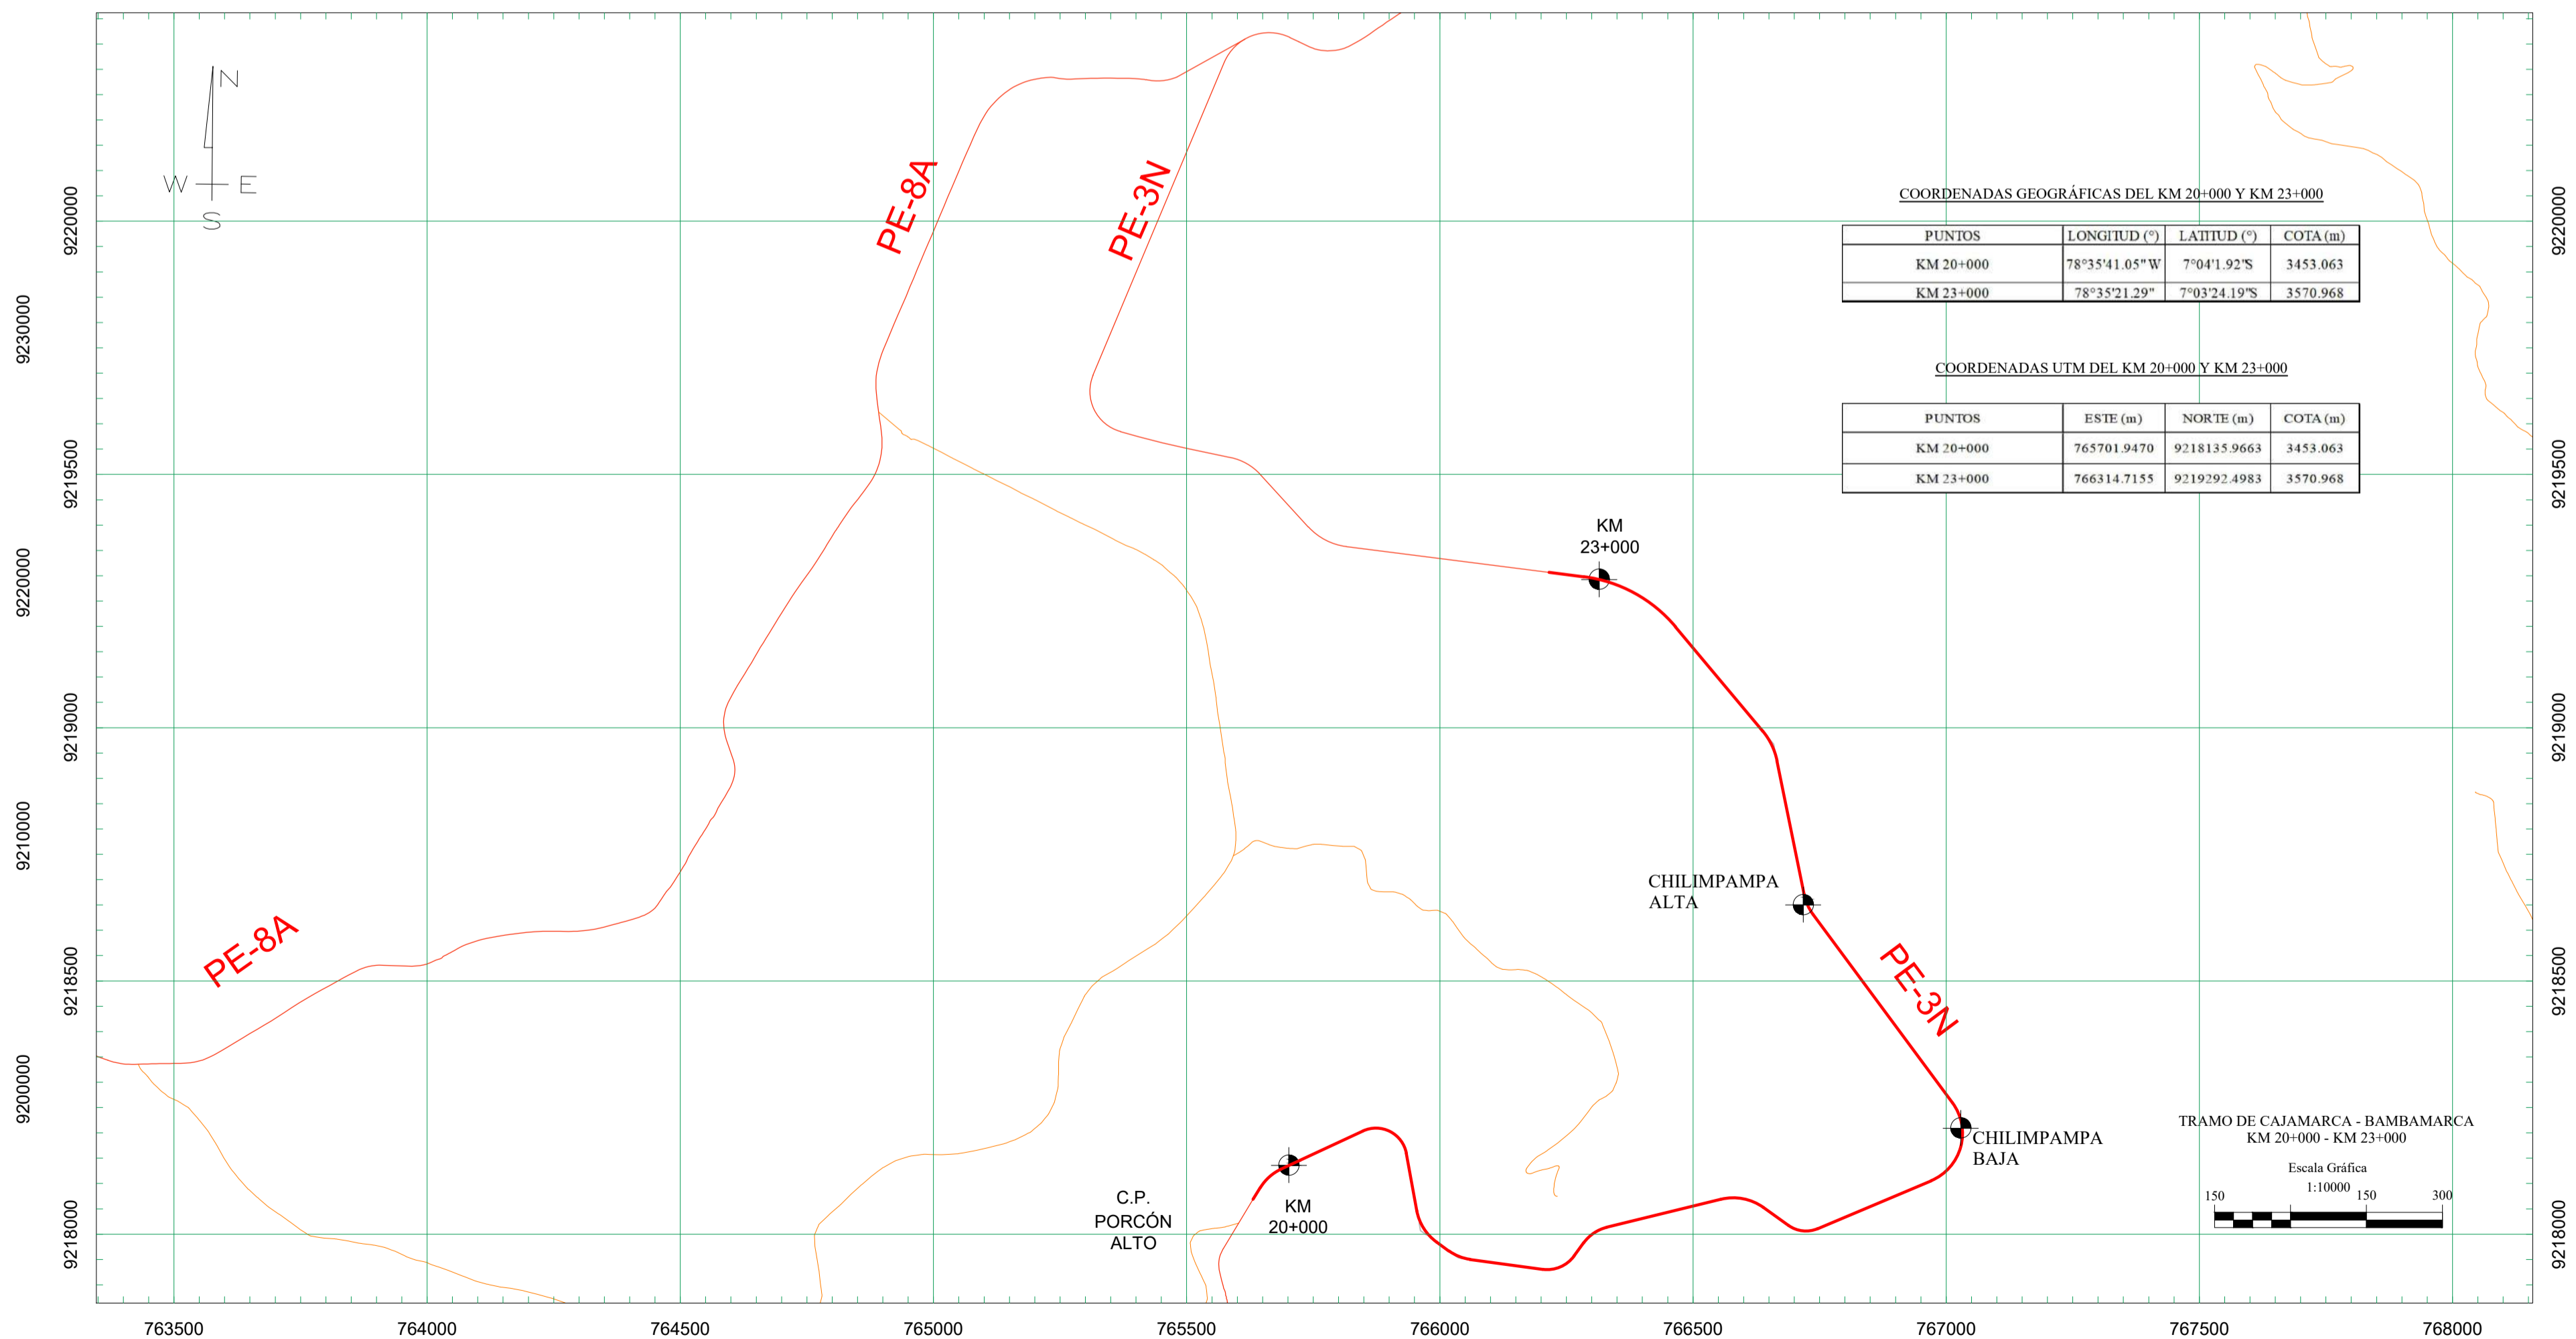 N
W E
S
PE-8A
PE-3N
COORDENADAS GEOGRÁFICAS DEL KM 20+000 Y KM 23+000
PUNTOS LONGITUD (°) LATITUD (°) COTA (m)
KM 20+000 78°35'41.05" W 7°04'1.92"S 3453.063
KM 23+000 78°35'21.29" 7°03'24.19"S 3570.968
COORDENADAS UTM DEL KM 20+000 Y KM 23+000
PUNTOS ESTE (m) NORTE (m) COTA (m)
KM 20+000 765701.9470 9218135.9663 3453.063
KM 23+000 766314.7155 9219292.4983 3570.968
KM
23+000
CHILIMPAMPA
ALTA
PE-8A
PE-3N
CHILIMPAMPA
BAJA
C.P.
PORCÓN
ALTO
KM
20+000
TRAMO DE CAJAMARCA - BAMBAMARCA
KM 20+000 - KM 23+000
Escala Gráfica
1:10000
150 150 300
9230000
9220000
9210000
9200000
9220000
9219500
9219000
9218500
9218000
9220000
9219500
9219000
9218500
9218000
763500 764000 764500 765000 765500 766000 766500 767000 767500 768000